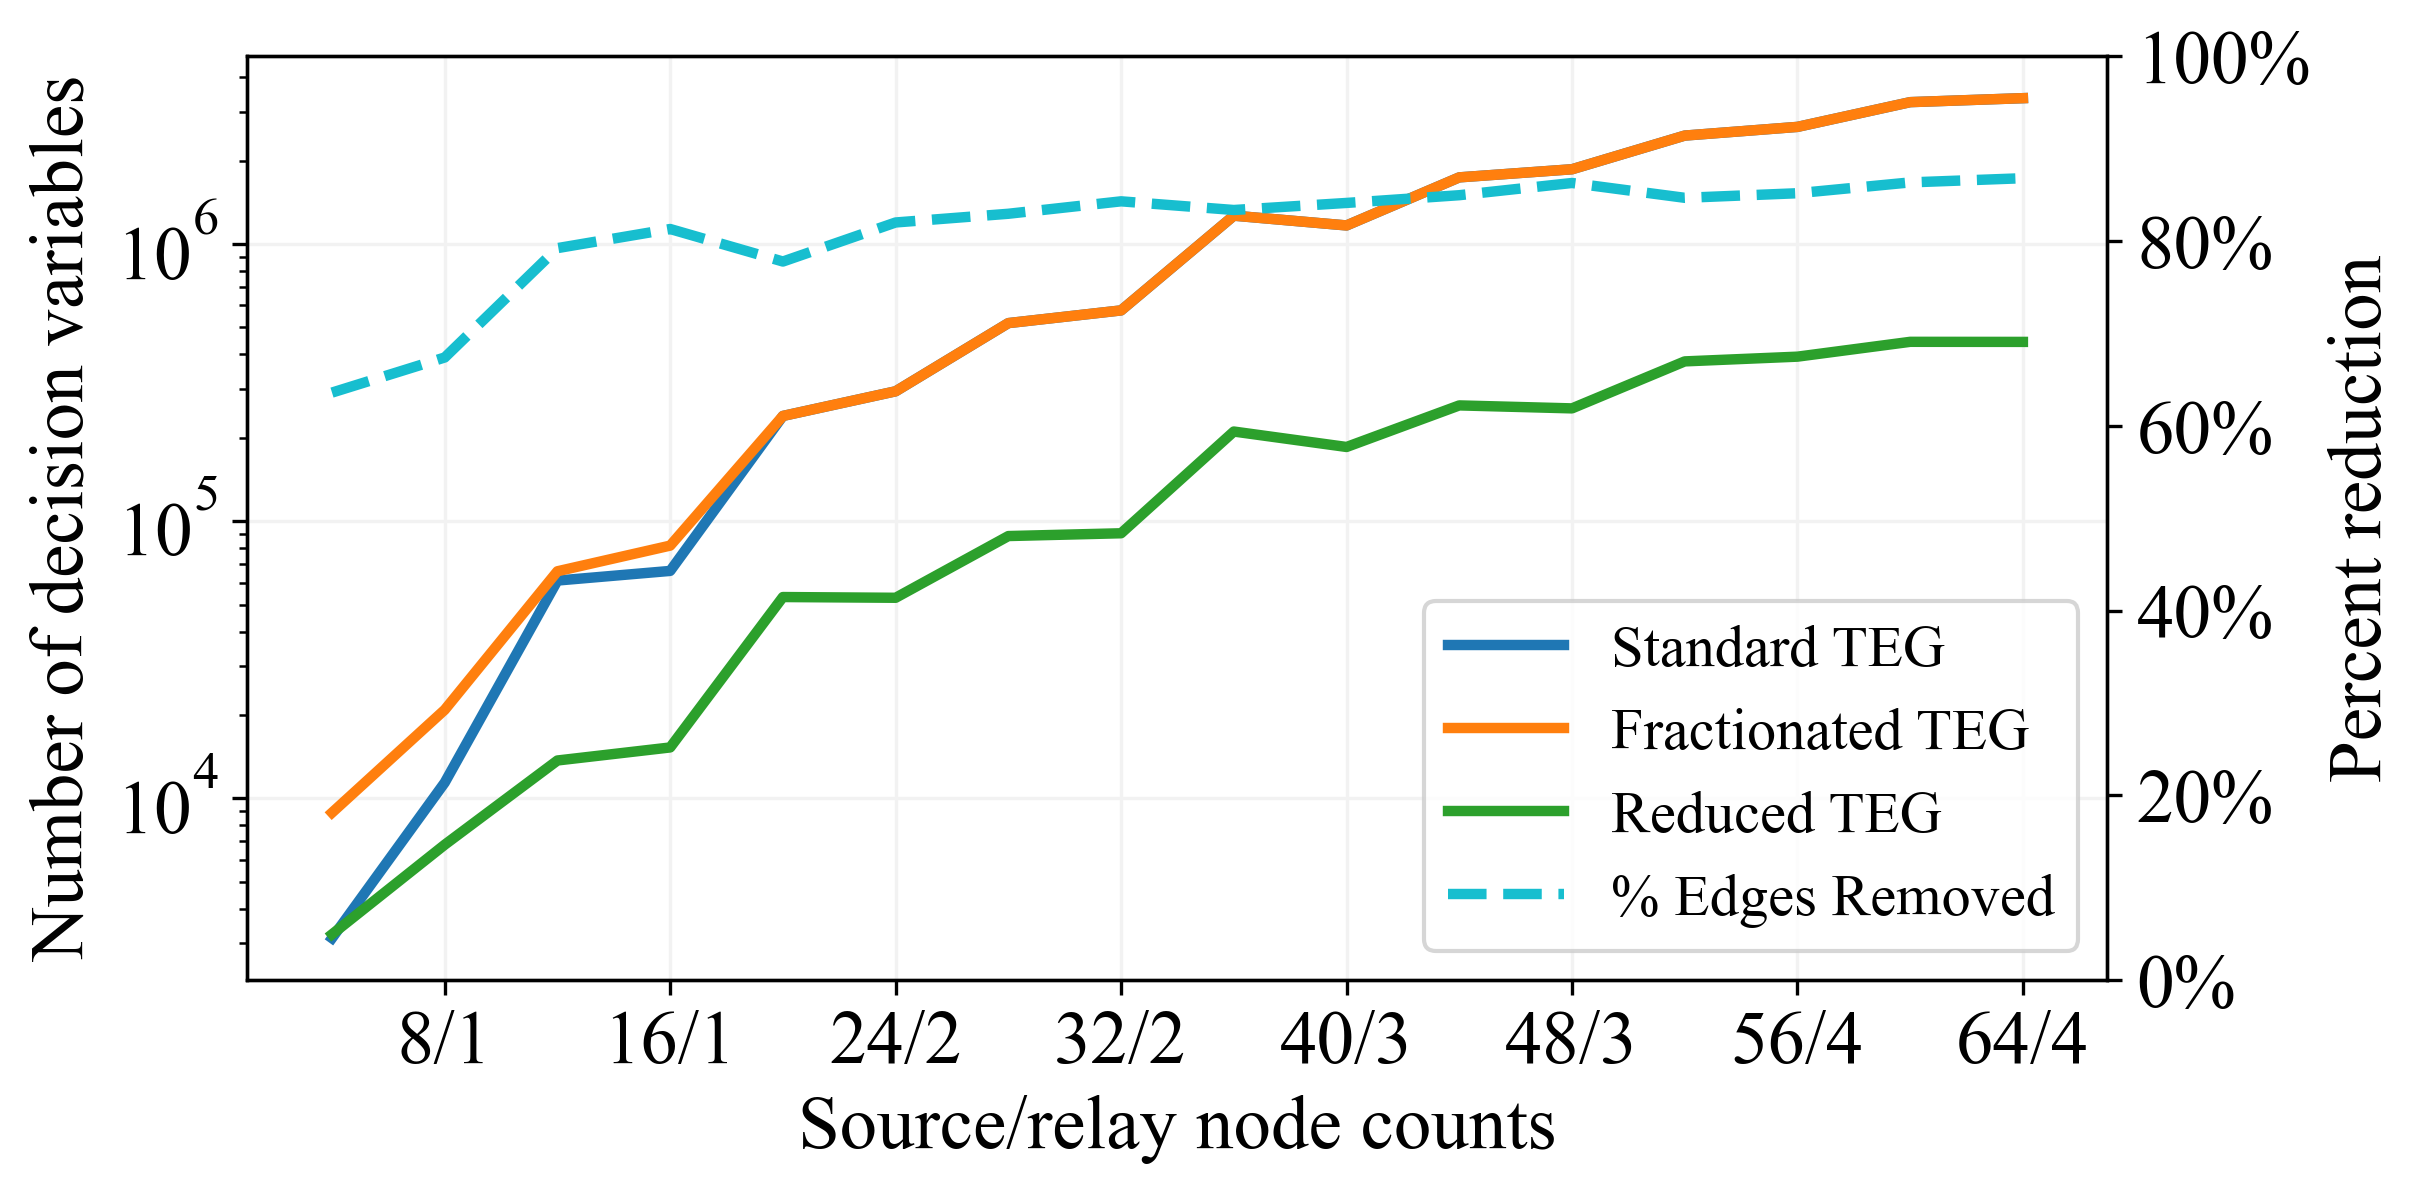 Number of decision variables
10^6
10^5
10^4
100%
80%
60%
40%
20%
0%
Percent reduction
Standard TEG
Fractionated TEG
Reduced TEG
% Edges Removed
8/1 16/1 24/2 32/2 40/3 48/3 56/4 64/4
Source/relay node counts